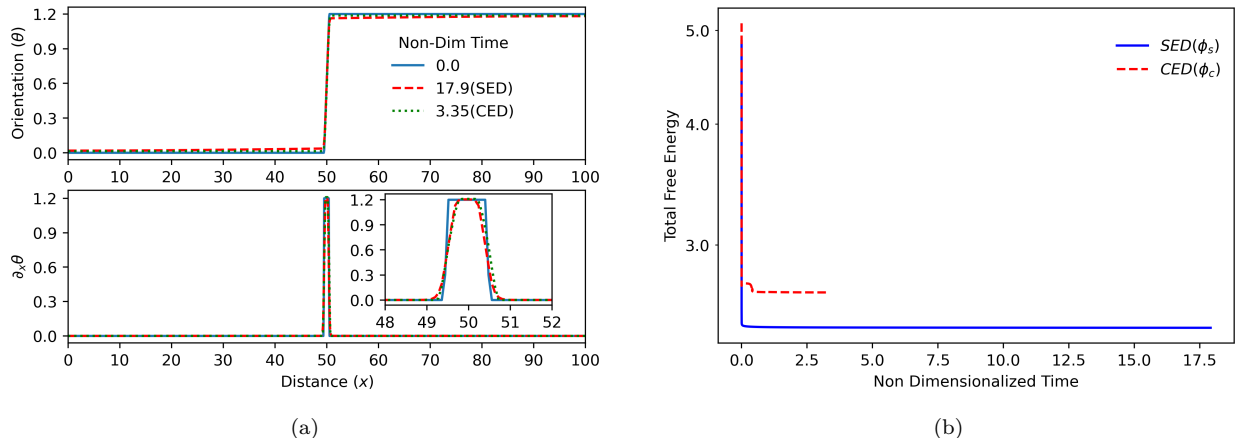 1.2
0.9
0.6
0.3
0.0
Orientation (θ)
Non-Dim Time
0.0
17.9(SED)
3.35(CED)
0 10 20 30 40 50 60 70 80 90 100
1.2
0.9
0.6
0.3
0.0
∂ₓθ
1.2
0.9
0.6
0.3
0.0
48 49 50 51 52
0 10 20 30 40 50 60 70 80 90 100
Distance (x)
(a)
5.0
4.0
3.0
Total Free Energy
SED(ϕₛ)
CED(ϕ_c)
0.0 2.5 5.0 7.5 10.0 12.5 15.0 17.5
Non Dimensionalized Time
(b)